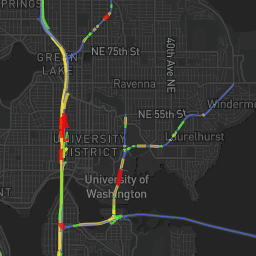 SPRINGS
NE 75th St
40th Ave NE
GREEN
LAKE
Ravenna
Windermere
NE 55th St
UNIVERSITY
DISTRICT
Laurelhurst
University of
Washington
NT